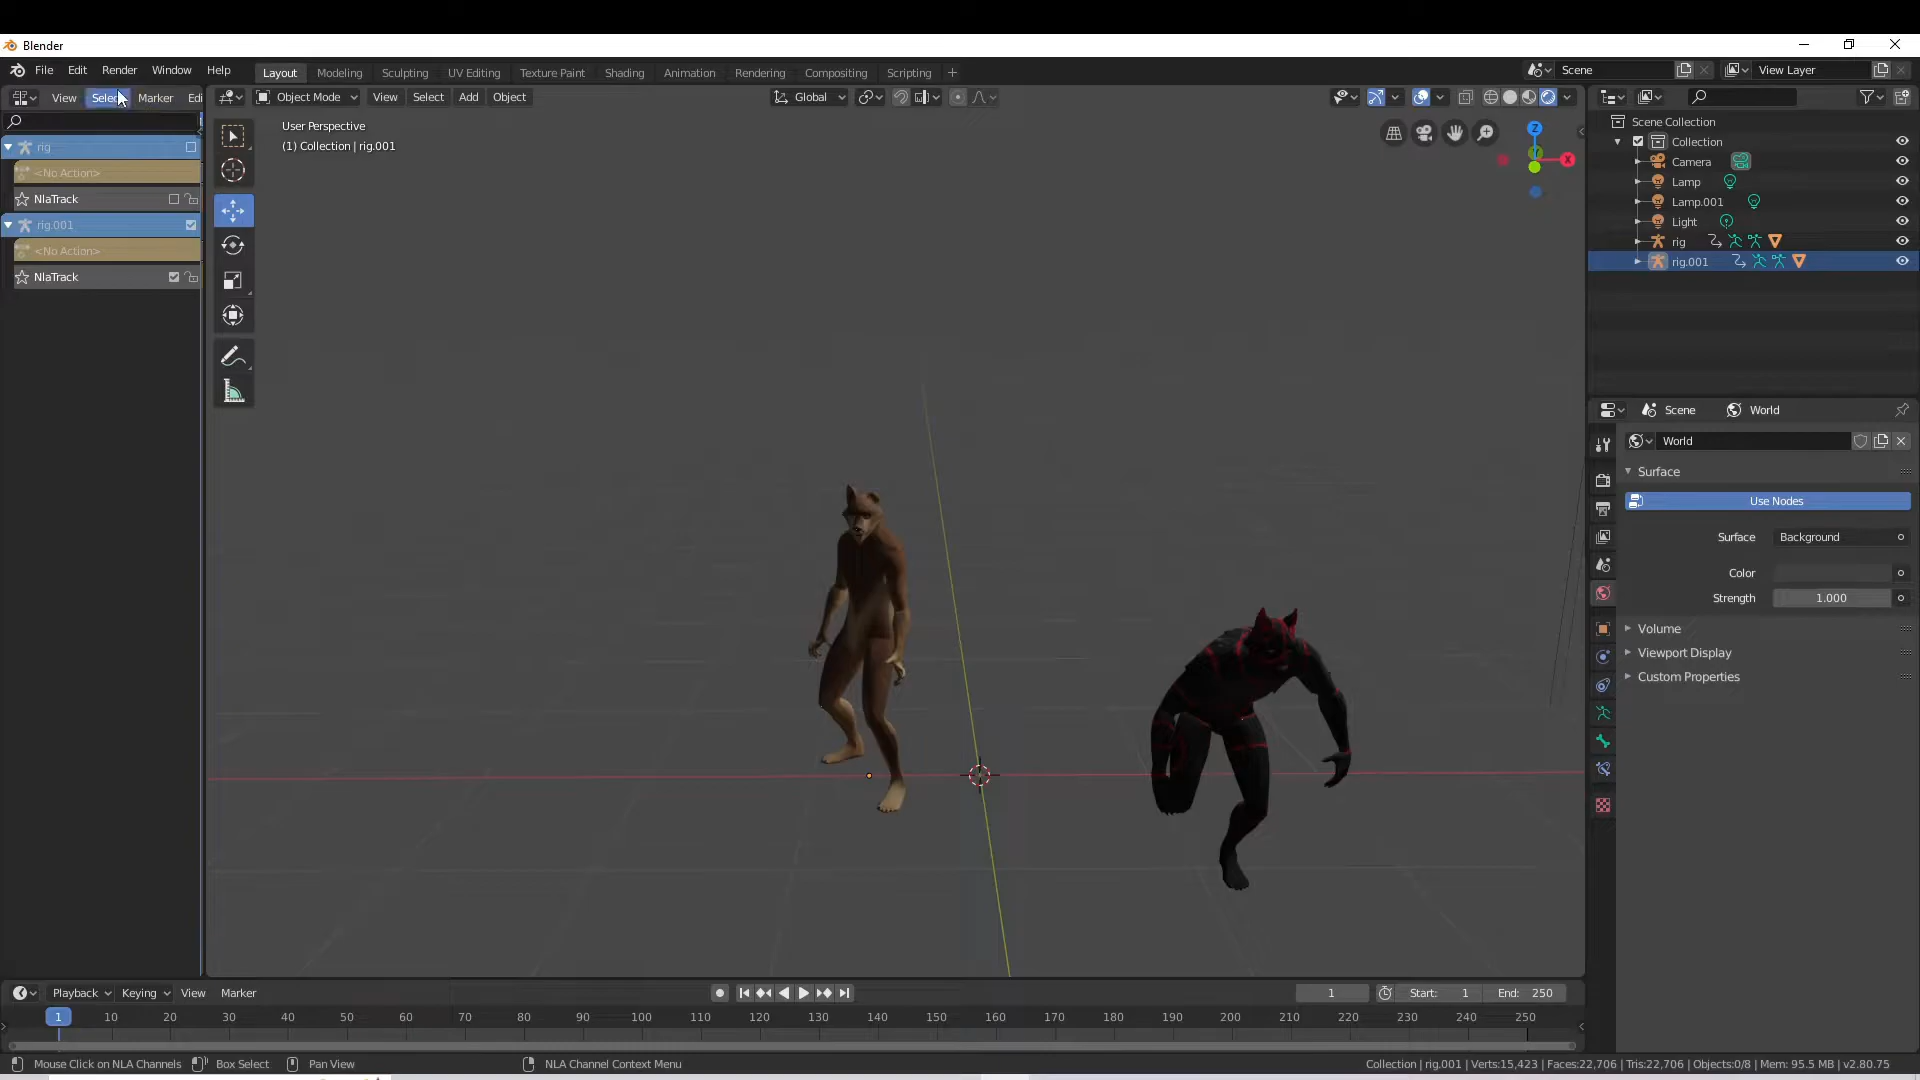 Blender
File Edit Render Window Help
Layout Modeling Sculpting UV Editing Texture Paint Shading Animation Rendering Compositing Scripting
Scene
View Layer
View Select Marker Edi
Object Mode View Select Add Object
Global
User Perspective
(1) Collection | rig.001
rig
<No Action>
NlaTrack
rig.001
<No Action>
NlaTrack
Z
X
Scene Collection
Collection
Camera
Lamp
Lamp.001
Light
rig
rig.001
Scene World
World
Surface
Use Nodes
Surface Background
Color
Strength 1.000
Volume
Viewport Display
Custom Properties
Playback Keying View Marker
1 Start: 1 End: 250
1 10 20 30 40 50 60 70 80 90 100 110 120 130 140 150 160 170 180 190 200 210 220 230 240 250
Mouse Click on NLA Channels Box Select Pan View NLA Channel Context Menu
Collection | rig.001 | Verts:15,423 | Faces:22,706 | Tris:22,706 | Objects:0/8 | Mem: 95.5 MB | v2.80.75